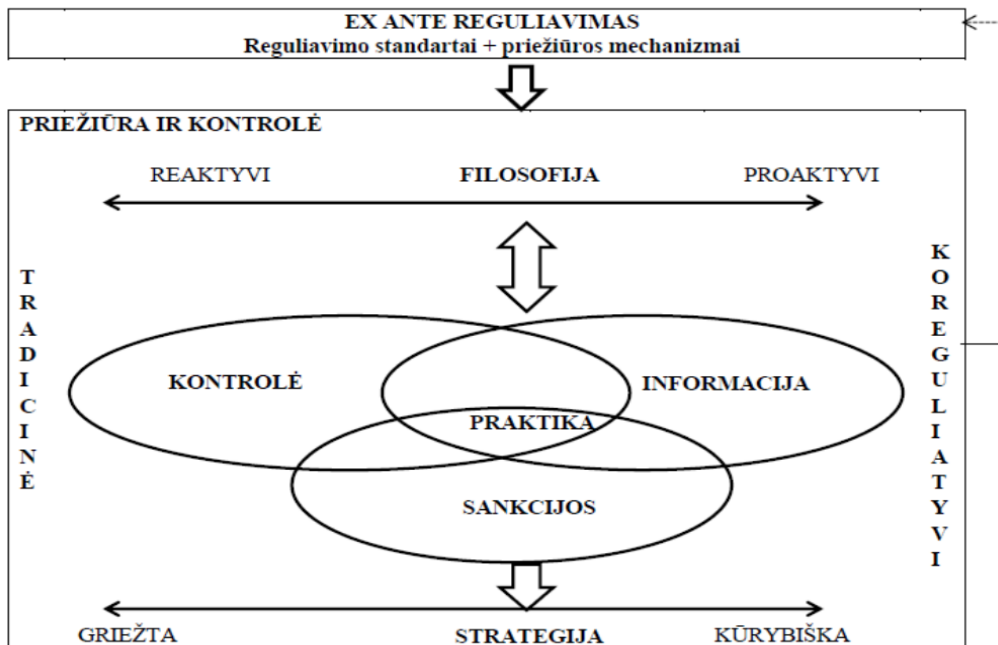 EX ANTE REGULIAVIMAS
Reguliavimo standartai + priežiūros mechanizmai
PRIEŽIŪRA IR KONTROLĖ
REAKTYVI FILOSOFIJA PROAKTYVI
TRADICINĖ
KOREGULIATYVI
KONTROLĖ INFORMACIJA
PRAKTIKA
SANKCIJOS
GRIEŽTA STRATEGIJA KŪRYBIŠKA